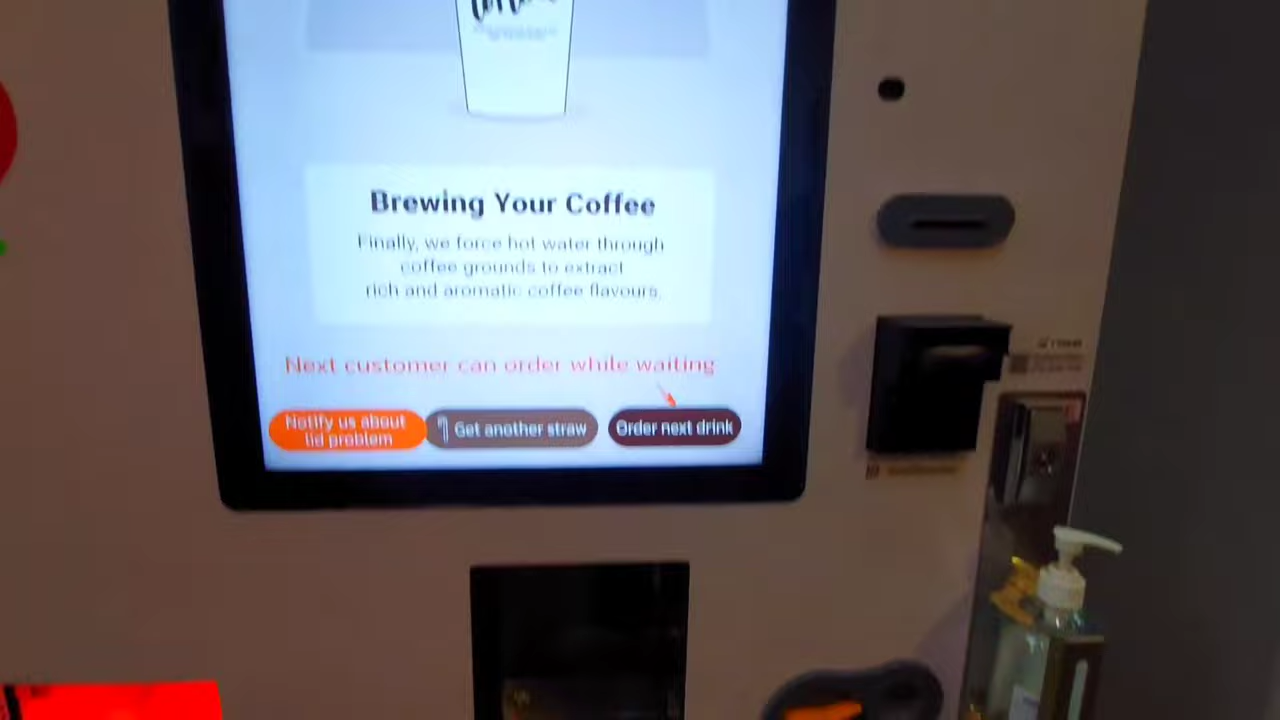 Brewing Your Coffee
Finally, we force hot water through
coffee grounds to extract
rich and aromatic coffee flavours.
Next customer can order while waiting
Notify us about
lid problem
Get another straw
Order next drink